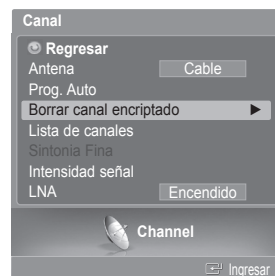 Canal
Regresar
Antena Cable
Prog. Auto
Borrar canal encriptado
Lista de canales
Sintonia Fina
Intensidad señal
LNA Encendido
Channel
Ingresar